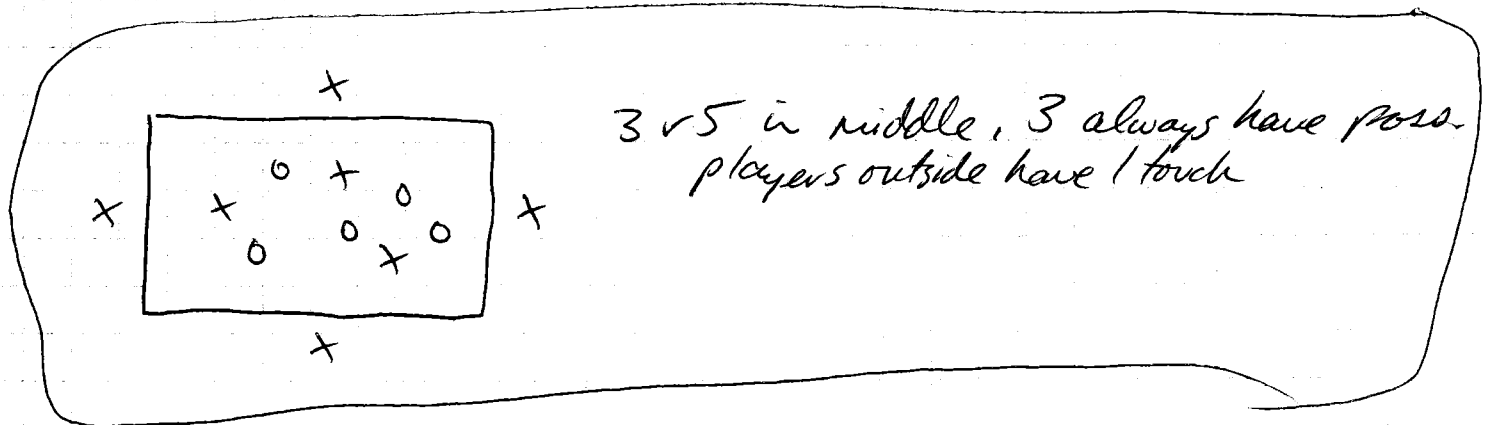 3 v 5 in middle, 3 always have poss.
players outside have 1 touch